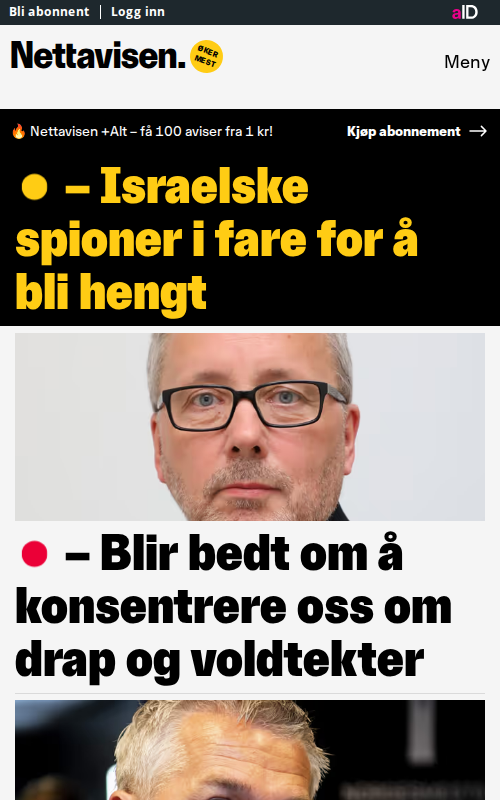 Bli abonnent | Logg inn
aID
Nettavisen.
ØKER
MEST
Meny
Nettavisen +Alt – få 100 aviser fra 1 kr!
Kjøp abonnement →
– Israelske
spioner i fare for å
bli hengt
– Blir bedt om å
konsentrere oss om
drap og voldtekter